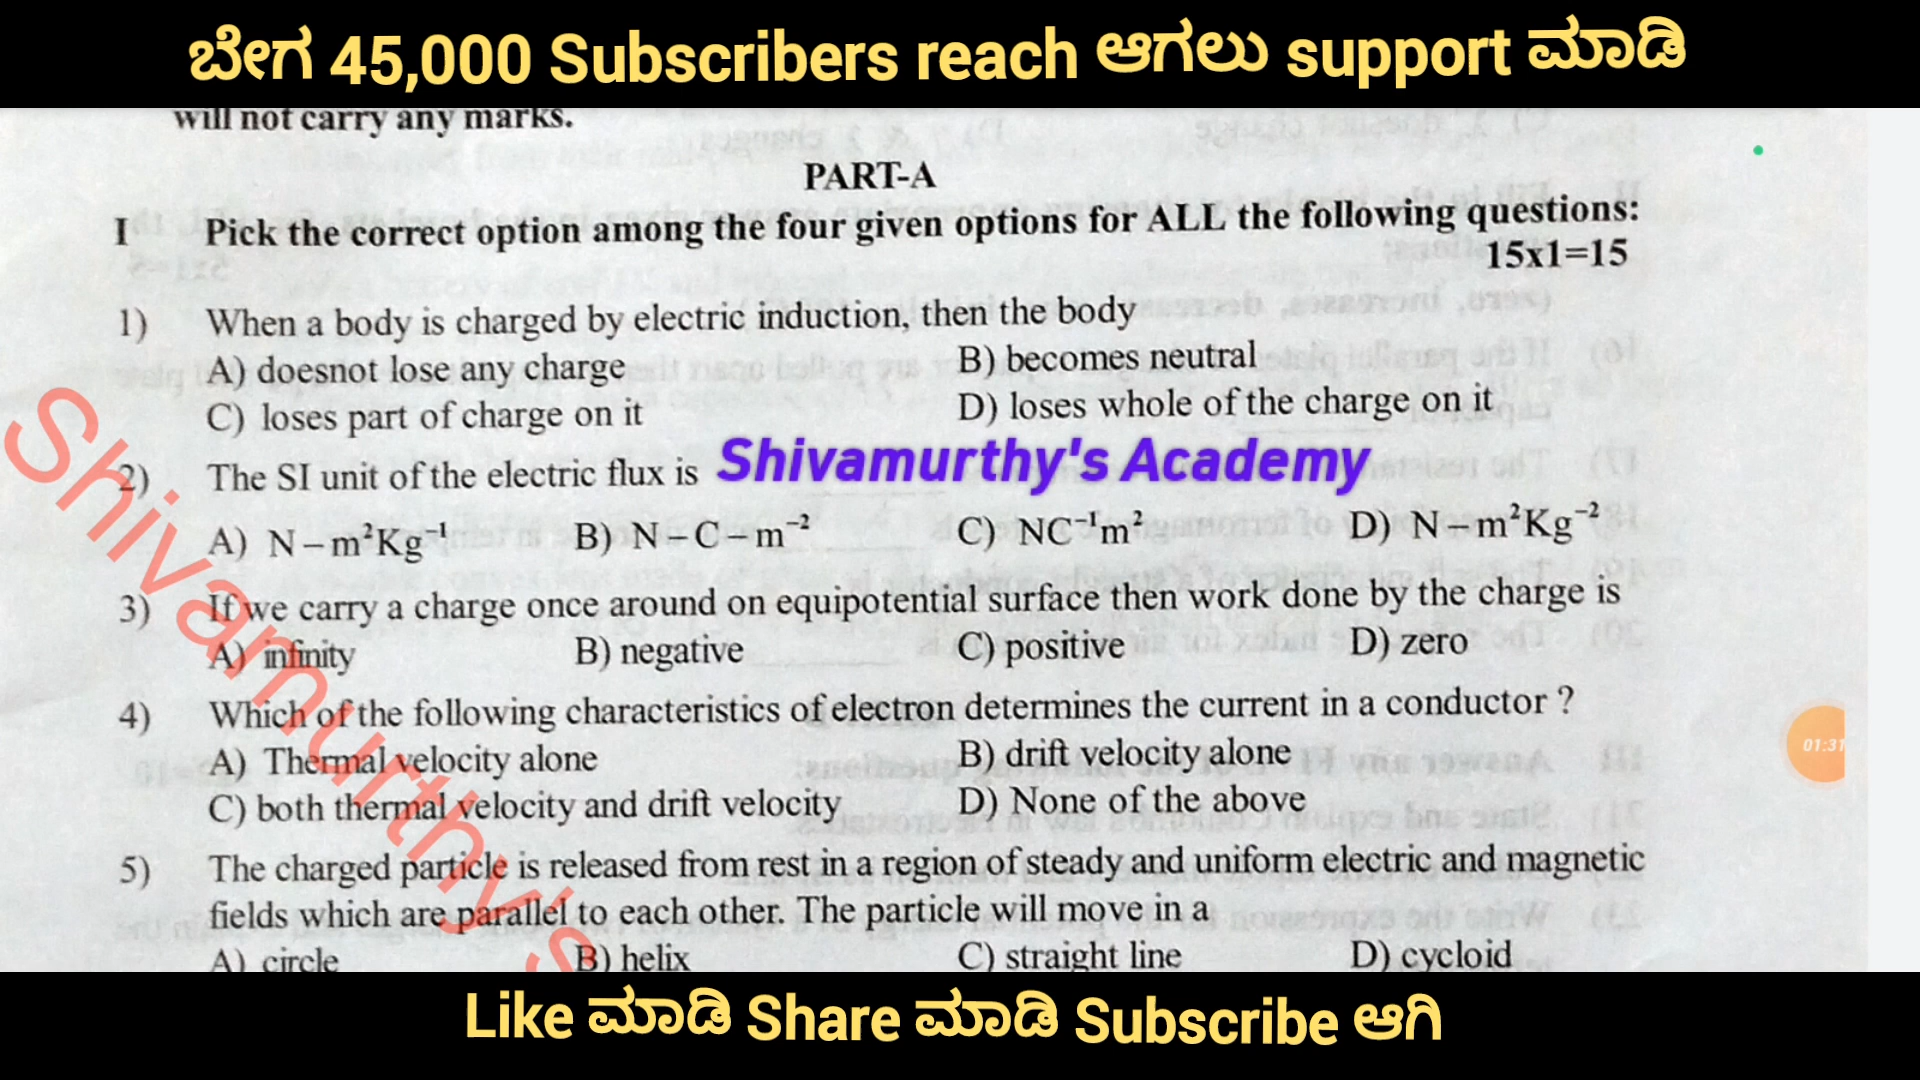 ಬೇಗ 45,000 Subscribers reach ಆಗಲು support ಮಾಡಿ
will not carry any marks.
PART-A
I Pick the correct option among the four given options for ALL the following questions:
15x1=15
1) When a body is charged by electric induction, then the body
A) doesnot lose any charge B) becomes neutral
C) loses part of charge on it D) loses whole of the charge on it
2) The SI unit of the electric flux is Shivamurthy's Academy
A) N – m²Kg⁻¹ B) N – C – m⁻² C) NC⁻¹m² D) N – m²Kg⁻²
3) If we carry a charge once around on equipotential surface then work done by the charge is
A) infinity B) negative C) positive D) zero
4) Which of the following characteristics of electron determines the current in a conductor ?
A) Thermal velocity alone B) drift velocity alone
C) both thermal velocity and drift velocity D) None of the above
5) The charged particle is released from rest in a region of steady and uniform electric and magnetic
fields which are parallel to each other. The particle will move in a
A) circle B) helix C) straight line D) cycloid
Shivamurthy's
01:31
Like ಮಾಡಿ Share ಮಾಡಿ Subscribe ಆಗಿ